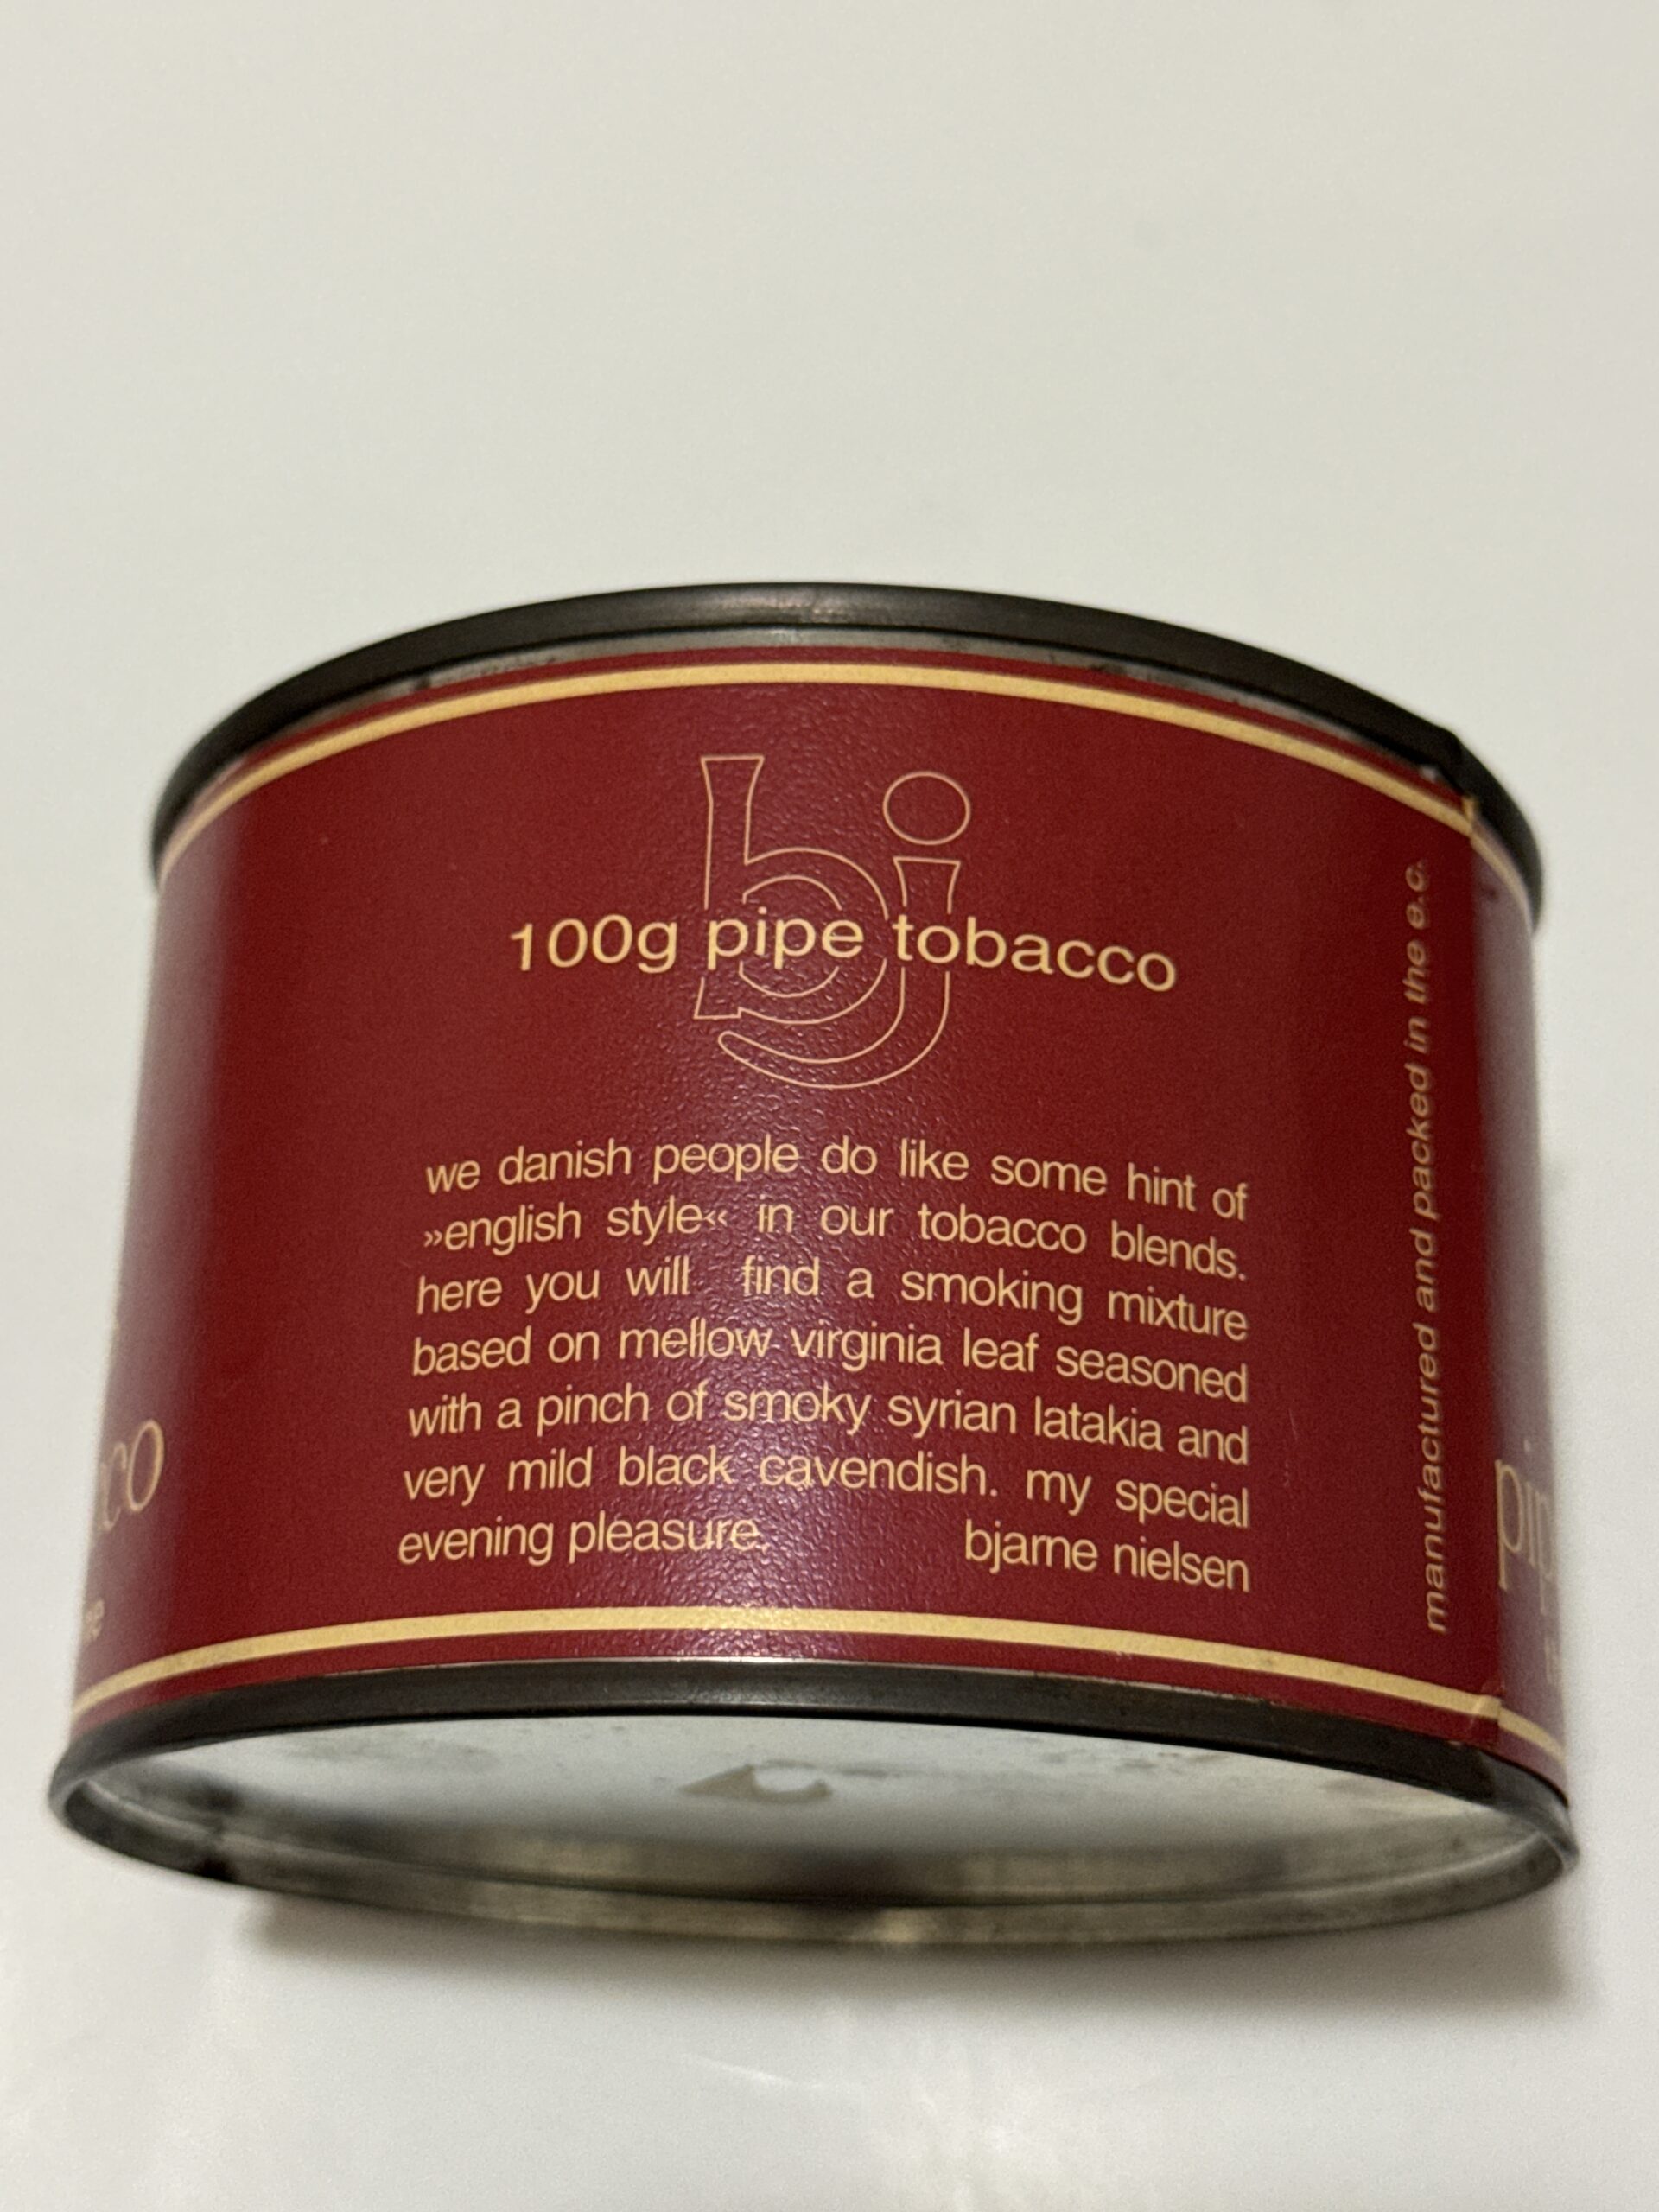 bj
100g pipe tobacco
we danish people do like some hint of
»english style« in our tobacco blends.
here you will find a smoking mixture
based on mellow virginia leaf seasoned
with a pinch of smoky syrian latakia and
very mild black cavendish. my special
evening pleasure. bjarne nielsen
manufactured and packed in the e.c.